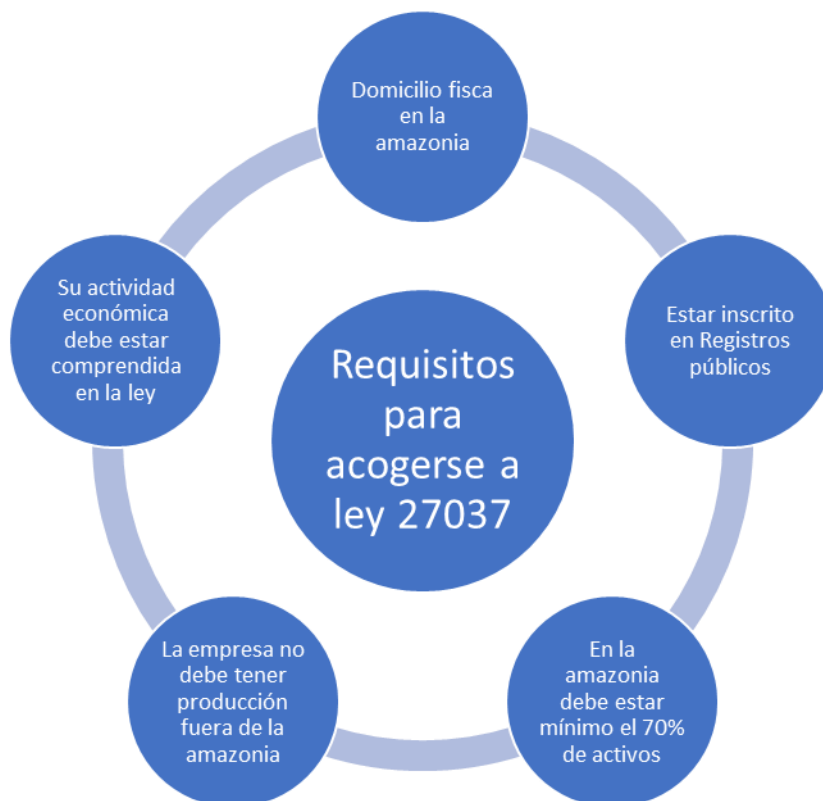 Domicilio fisca
en la
amazonia
Estar inscrito
en Registros
públicos
En la
amazonia
debe estar
mínimo el 70%
de activos
La empresa no
debe tener
producción
fuera de la
amazonia
Su actividad
económica
debe estar
comprendida
en la ley
Requisitos
para
acogerse a
ley 27037